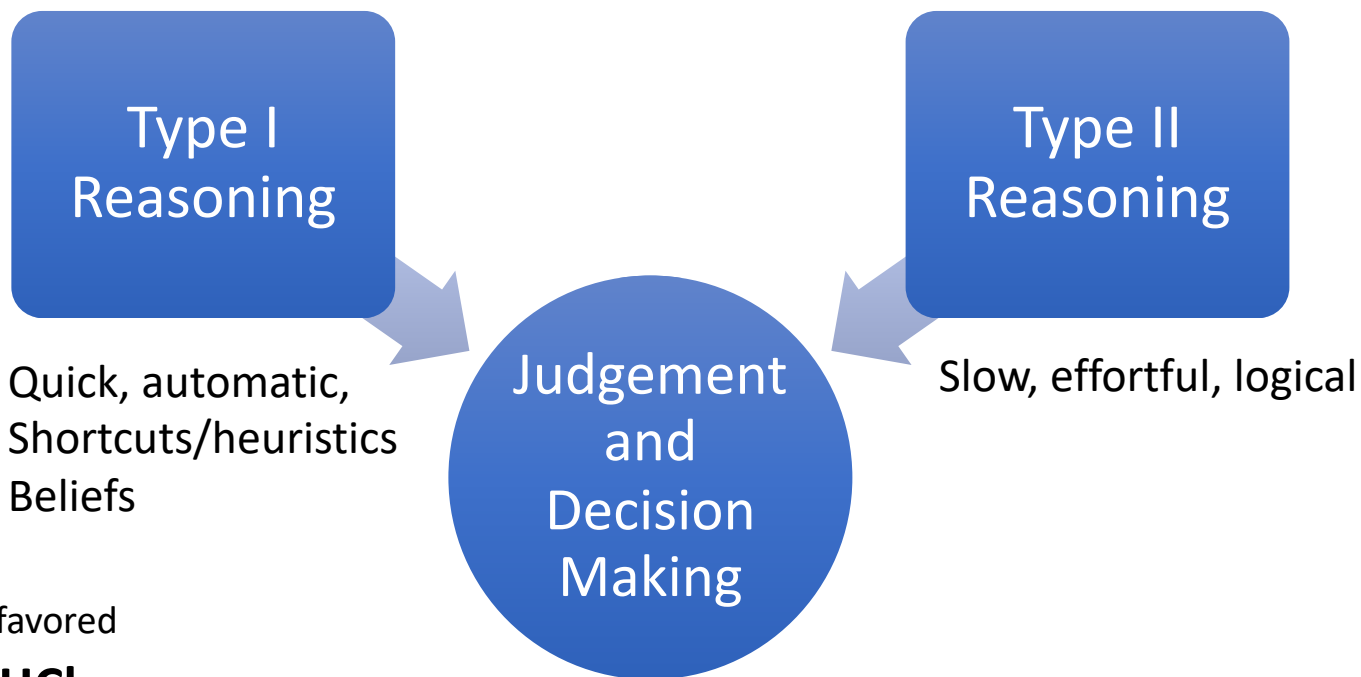 Type I
Reasoning
Type II
Reasoning
Quick, automatic,
Shortcuts/heuristics
Beliefs
Judgement
and
Decision
Making
Slow, effortful, logical
favored